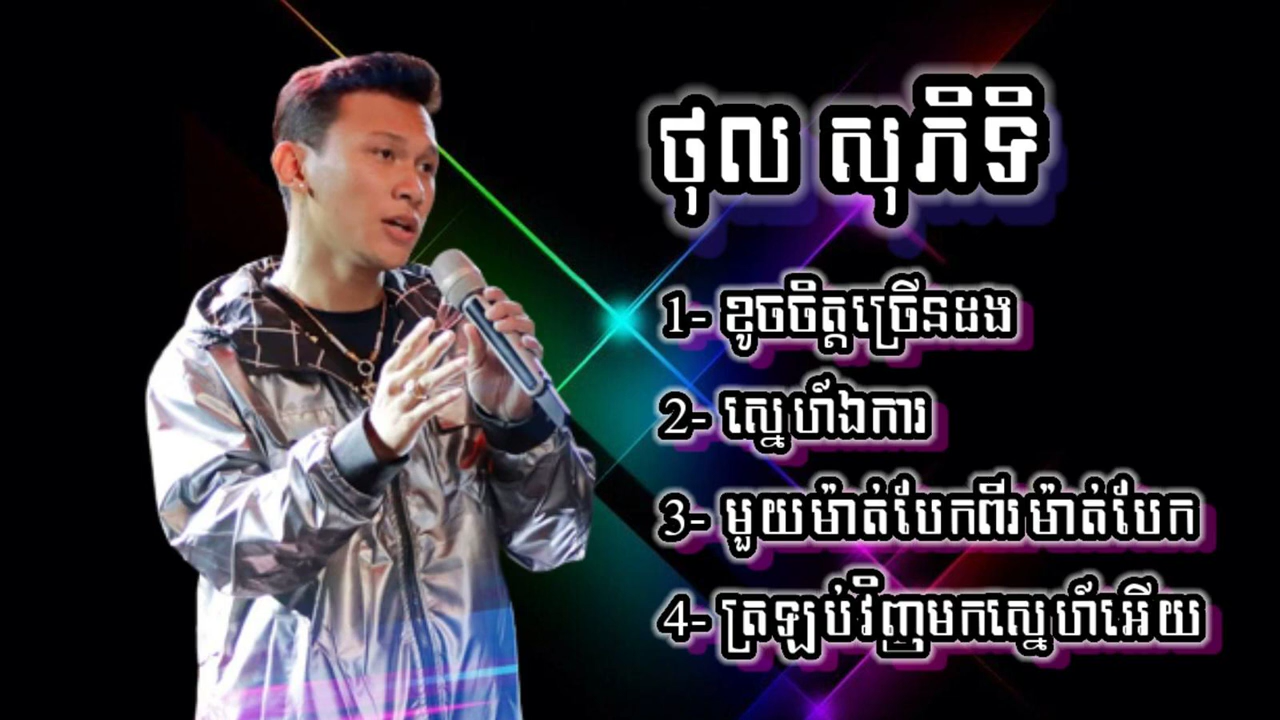 ថុល សុភិទិ
1- ខូចចិត្តច្រើនដង
2- ស្នេហ៍ឯការ
3- មួយម៉ាត់បែកពីរម៉ាត់បែក
4- ត្រឡប់វិញមកស្នេហ៍អើយ